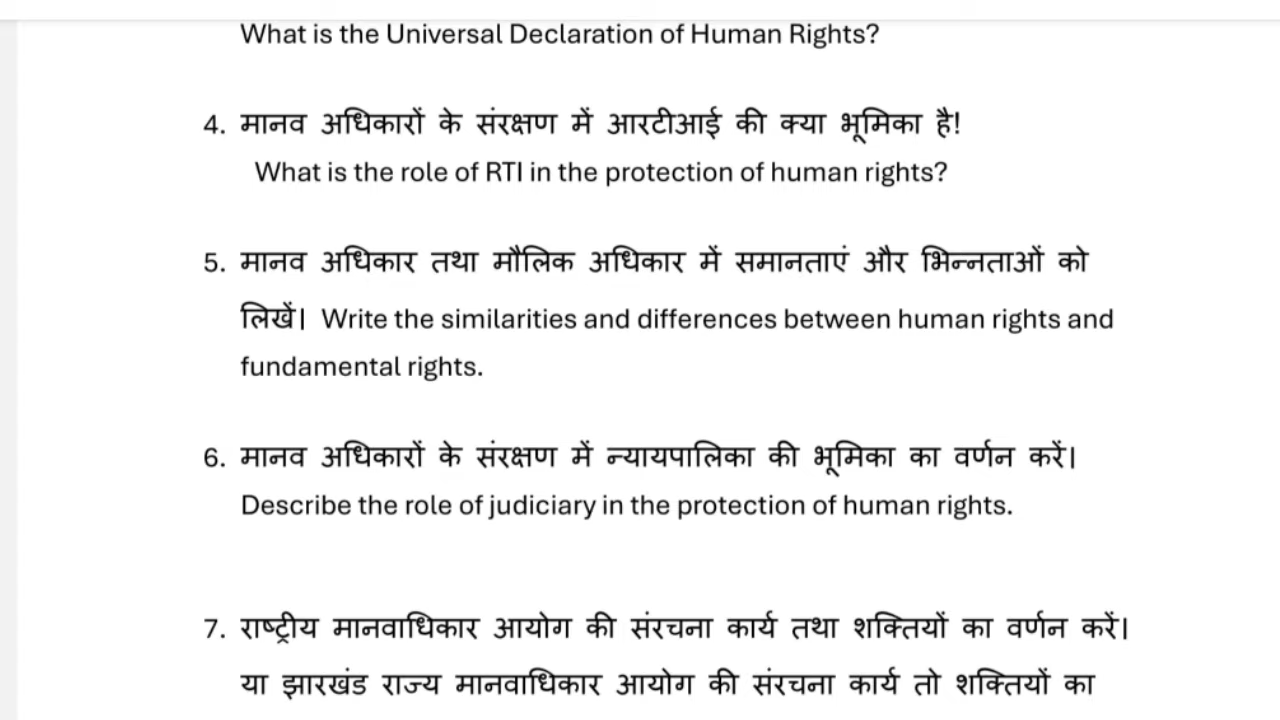 What is the Universal Declaration of Human Rights?
4. मानव अधिकारों के संरक्षण में आरटीआई की क्या भूमिका है!
What is the role of RTI in the protection of human rights?
5. मानव अधिकार तथा मौलिक अधिकार में समानताएं और भिन्नताओं को
लिखें। Write the similarities and differences between human rights and
fundamental rights.
6. मानव अधिकारों के संरक्षण में न्यायपालिका की भूमिका का वर्णन करें।
Describe the role of judiciary in the protection of human rights.
7. राष्ट्रीय मानवाधिकार आयोग की संरचना कार्य तथा शक्तियों का वर्णन करें।
या झारखंड राज्य मानवाधिकार आयोग की संरचना कार्य तो शक्तियों का